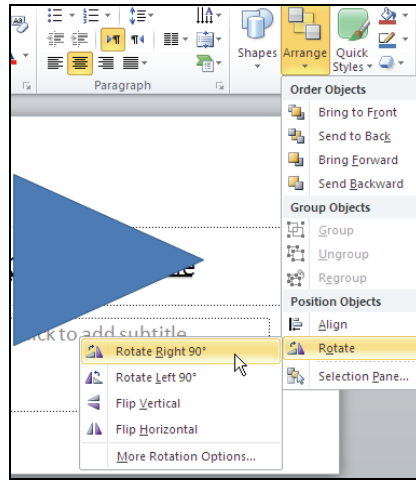 Shapes Arrange Quick
Styles
Paragraph
Order Objects
Bring to Front
Send to Back
Bring Forward
Send Backward
Group Objects
Group
Ungroup
Regroup
Position Objects
Align
Rotate
Selection Pane...
to add subtitle
Rotate Right 90°
Rotate Left 90°
Flip Vertical
Flip Horizontal
More Rotation Options...